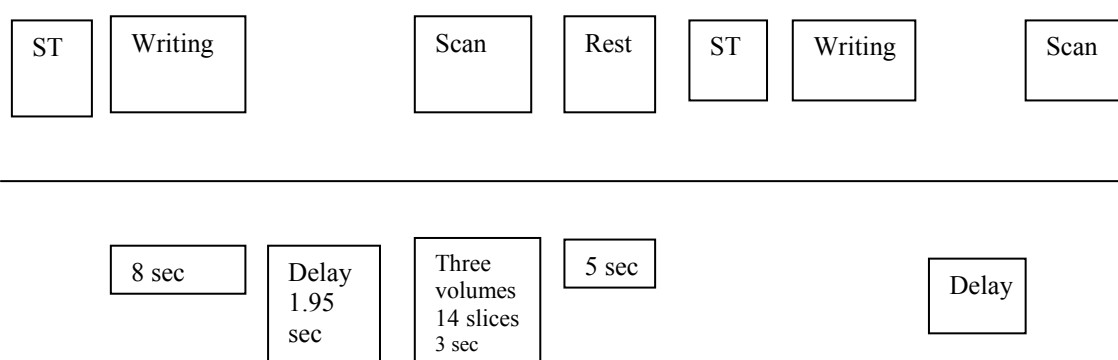 ST Writing Scan Rest ST Writing Scan
8 sec
Delay
1.95
sec
Three
volumes
14 slices
3 sec
5 sec
Delay